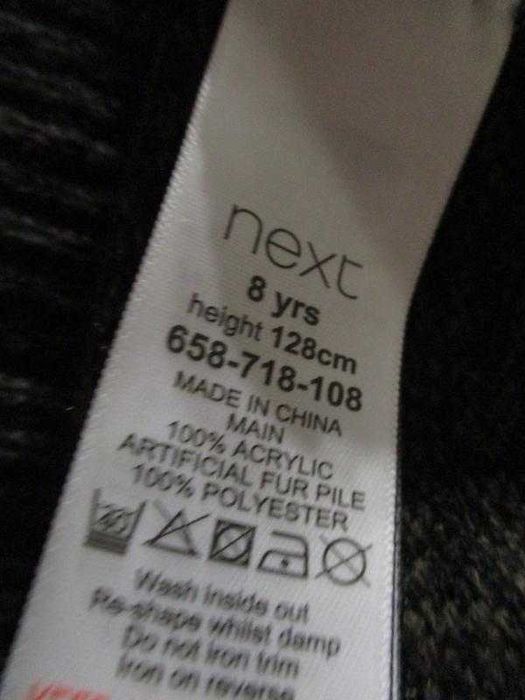 next
8 yrs
height 128cm
658-718-108
MADE IN CHINA
MAIN
100% ACRYLIC
ARTIFICIAL FUR PILE
100% POLYESTER
40
Wash inside out
Re-shape whilst damp
Do not iron trim
Iron on reverse